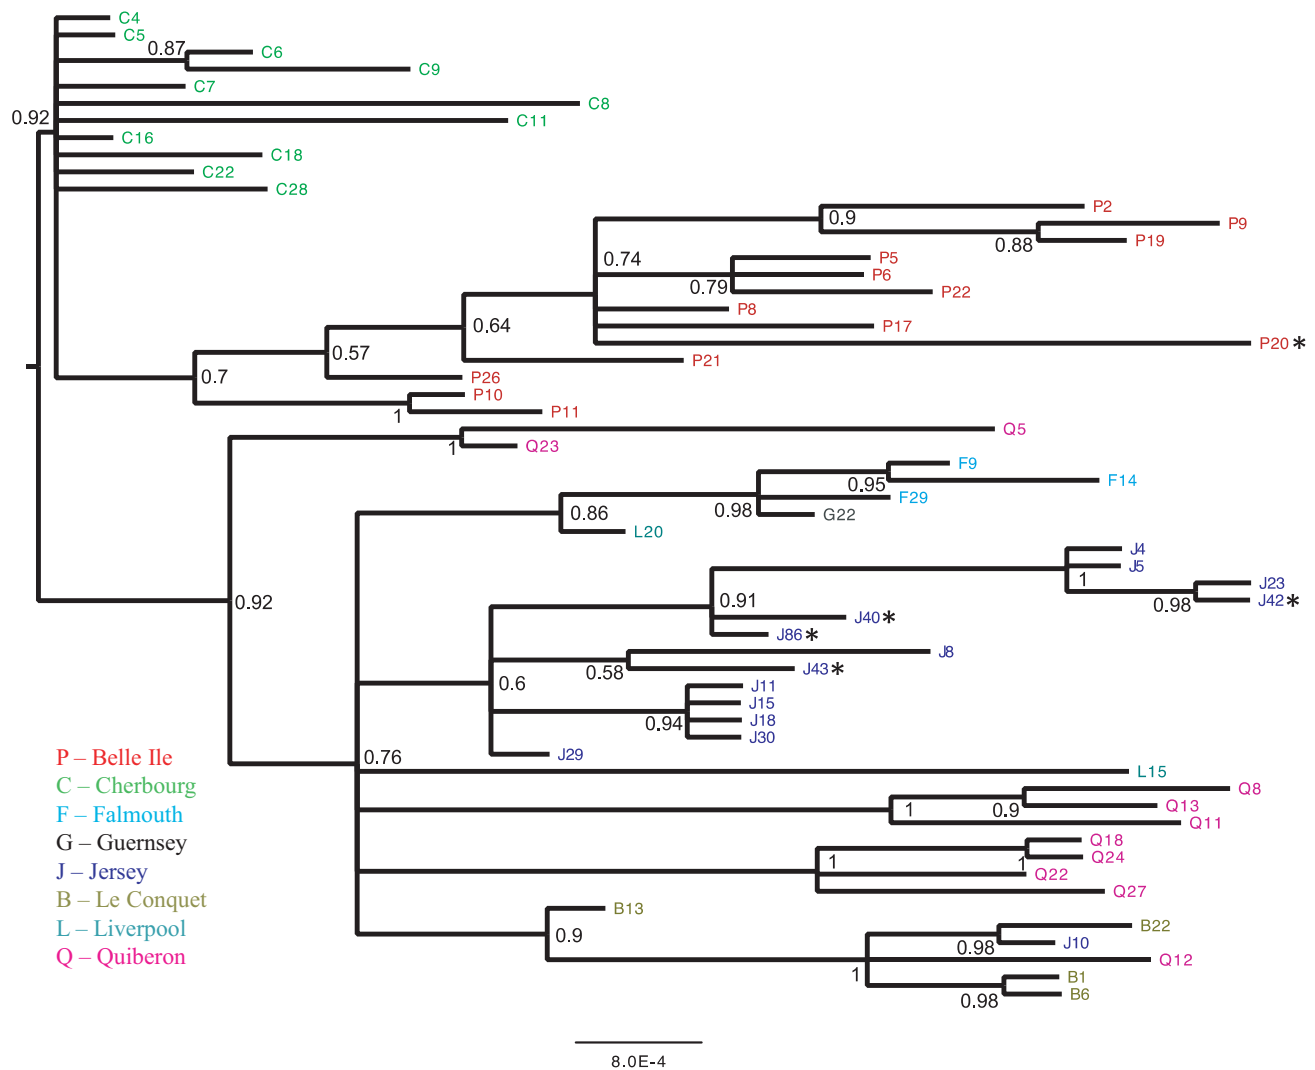 C4
C5
0.87
C6
C9
C7
C8
0.92
C11
C16
C18
C22
C28
P2
0.9
P9
0.88
P19
0.74
P5
P6
0.79
P22
P8
0.64
P17
P20*
0.57
P21
0.7
P26
P10
1
P11
Q5
1
Q23
F9
0.95
F14
F29
0.86
0.98
G22
L20
J4
J5
1
J23
0.98
J42*
0.92
0.91
J40*
J86*
J8
0.58
J43*
0.6
J11
J15
0.94
J18
J30
J29
0.76
L15
Q8
1
0.9
Q13
Q11
Q18
1
1
Q24
Q22
Q27
B13
0.9
B22
0.98
J10
1
Q12
B1
0.98
B6
P – Belle Ile
C – Cherbourg
F – Falmouth
G – Guernsey
J – Jersey
B – Le Conquet
L – Liverpool
Q – Quiberon
8.0E-4